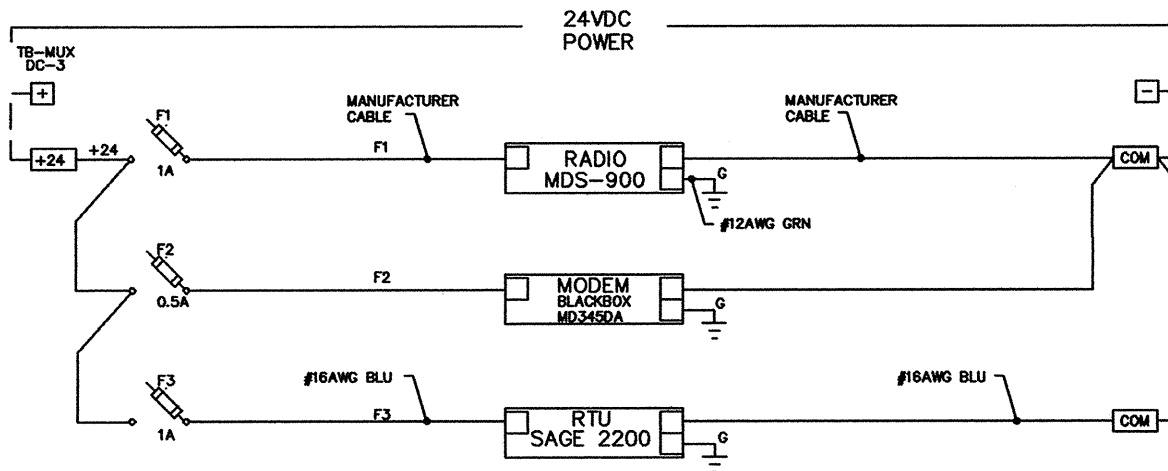 24VDC
POWER
TB-MUX
DC-3
+
-
MANUFACTURER
CABLE
MANUFACTURER
CABLE
F1
F1
+24
+24
1A
RADIO
MDS-900
COM
G
#12AWG GRN
F2
F2
0.5A
MODEM
BLACKBOX
MD345DA
G
F3
#16AWG BLU
#16AWG BLU
F3
1A
RTU
SAGE 2200
COM
G